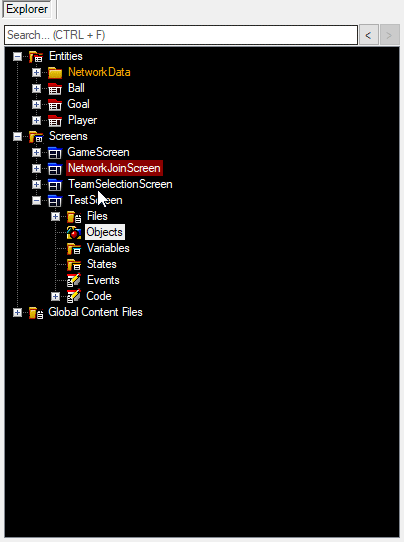 Explorer
Search... (CTRL + F)
<
>
Entities
NetworkData
Ball
Goal
Player
Screens
GameScreen
NetworkJoinScreen
TeamSelectionScreen
TestScreen
Files
Objects
Variables
States
Events
Code
Global Content Files